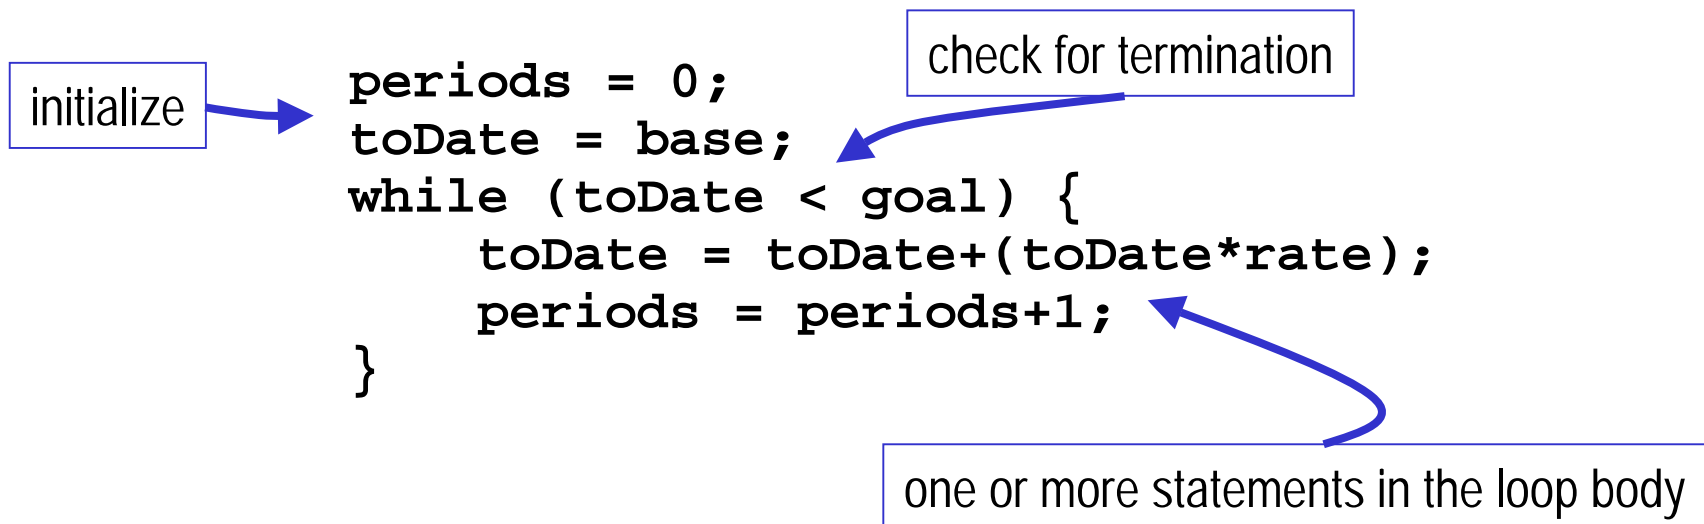 check for termination
initialize
periods = 0;
toDate = base;
while (toDate < goal) {
    toDate = toDate+(toDate*rate);
    periods = periods+1;
}
one or more statements in the loop body